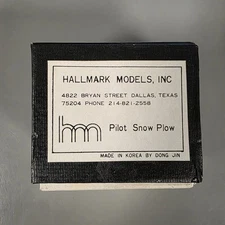 HALLMARK MODELS, INC
4822 BRYAN STREET DALLAS, TEXAS
75204 PHONE 214-821-2558
hmn Pilot Snow Plow
MADE IN KOREA BY DONG JIN